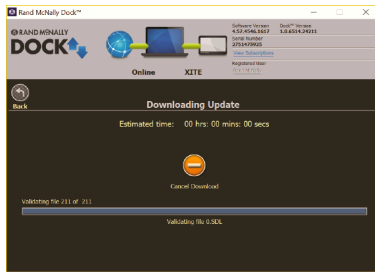 Rand McNally Dock™
RAND MCNALLY
DOCK
Online
XITE
Software Version
4.57.4546.1617
Dock™ Version
1.0.6514.24211
Serial Number
2751475925
View Subscriptions
Registered User
Back
Downloading Update
Estimated time: 00 hrs: 00 mins: 00 secs
Cancel Download
Validating file 211 of 211
Validating file 0.SDL